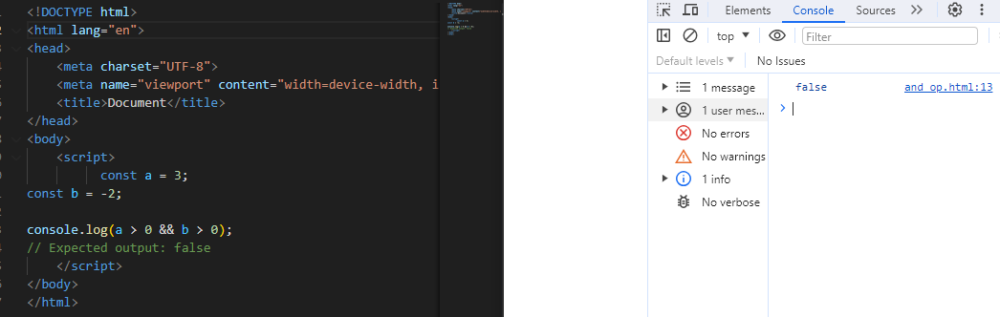 <!DOCTYPE html>
<html lang="en">
<head>
<meta charset="UTF-8">
<meta name="viewport" content="width=device-width, i
<title>Document</title>
</head>
<body>
<script>
const a = 3;
const b = -2;
console.log(a > 0 && b > 0);
// Expected output: false
</script>
</body>
</html>
Elements Console Sources
top Filter
Default levels No Issues
1 message
1 user mes...
No errors
No warnings
1 info
No verbose
false and op.html:13